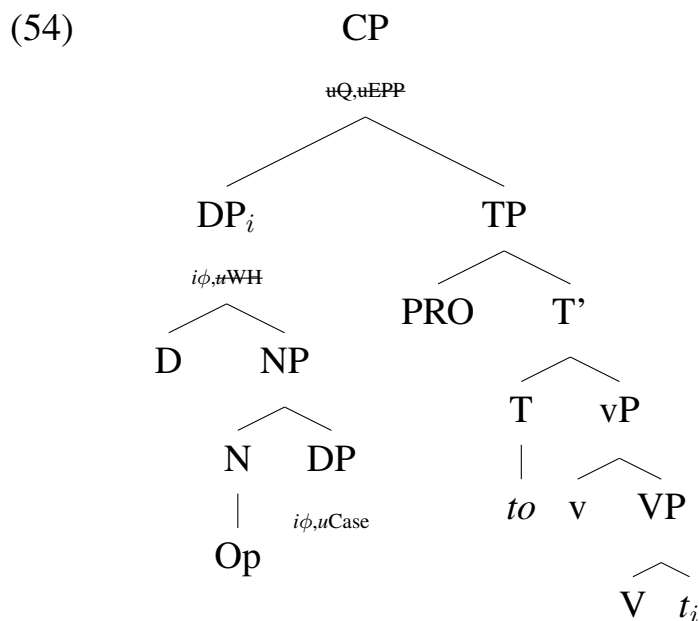 (54) CP
uQ,uEPP
DPi TP
iϕ,uWH
PRO T’
D NP
T vP
N DP
to v VP
iϕ,uCase
Op
V ti